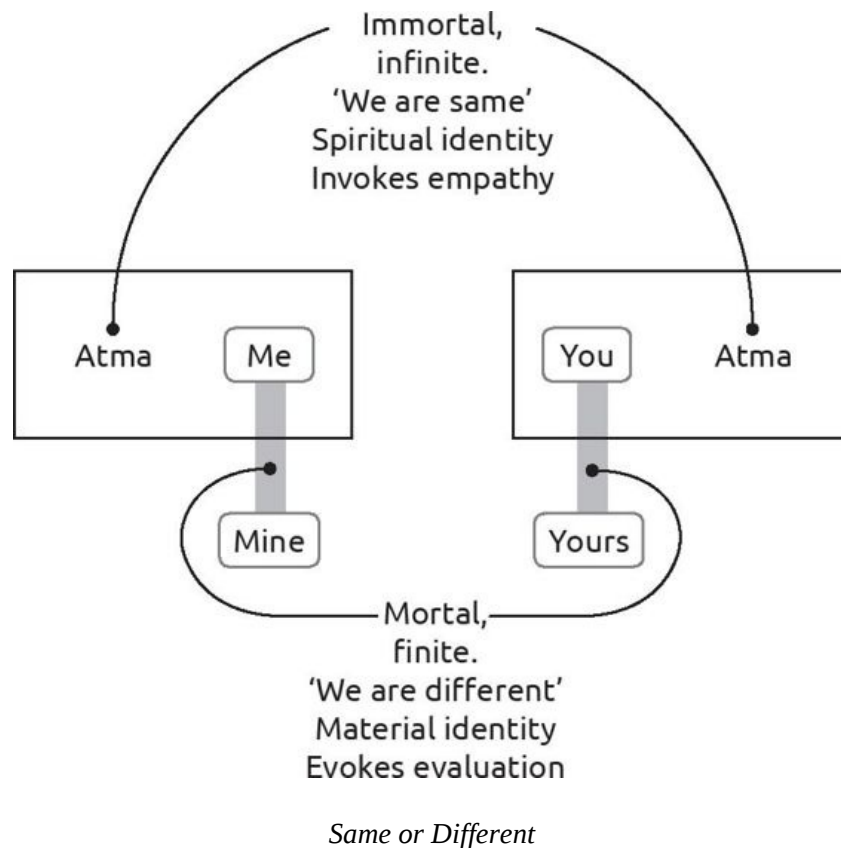 Immortal,
infinite.
‘We are same’
Spiritual identity
Invokes empathy
Atma
Me
You
Atma
Mine
Yours
Mortal,
finite.
‘We are different’
Material identity
Evokes evaluation
Same or Different